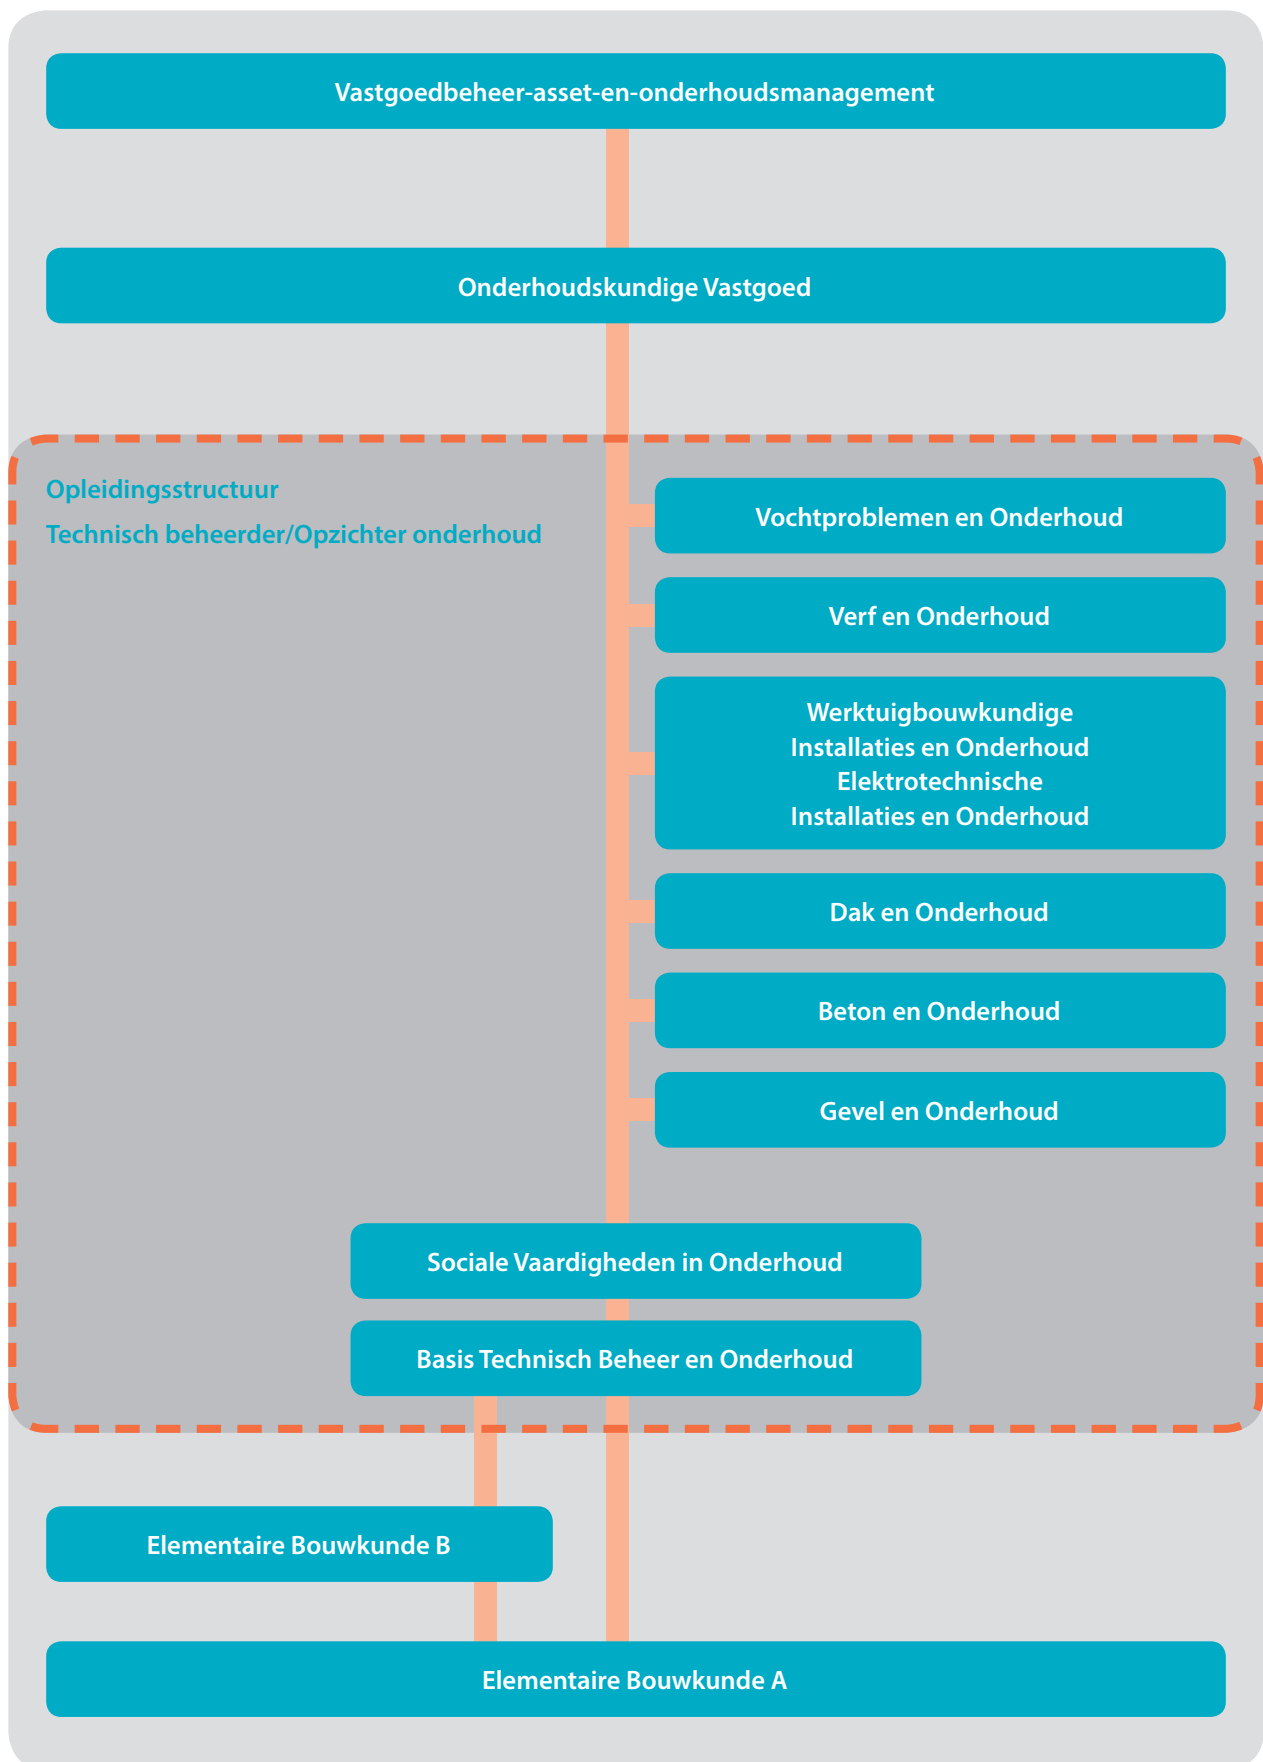 Vastgoedbeheer-asset-en-onderhoudsmanagement
Onderhoudskundige Vastgoed
Opleidingsstructuur
Technisch beheerder/Opzichter onderhoud
Vochtproblemen en Onderhoud
Verf en Onderhoud
Werktuigbouwkundige
Installaties en Onderhoud
Elektrotechnische
Installaties en Onderhoud
Dak en Onderhoud
Beton en Onderhoud
Gevel en Onderhoud
Sociale Vaardigheden in Onderhoud
Basis Technisch Beheer en Onderhoud
Elementaire Bouwkunde B
Elementaire Bouwkunde A